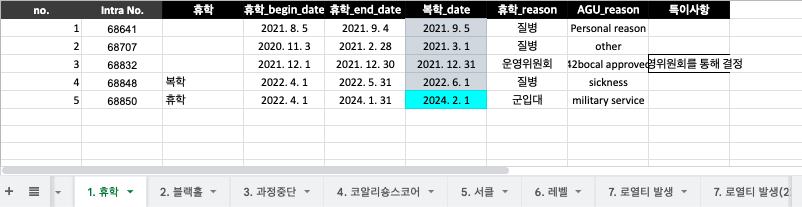 no. Intra No. 휴학 휴학_begin_date 휴학_end_date 복학_date 휴학_reason AGU_reason 특이사항
1 68641 2021. 8. 5 2021. 9. 4 2021. 9. 5 질병 Personal reason
2 68707 2020. 11. 3 2021. 2. 28 2021. 3. 1 질병 other
3 68832 2021. 12. 1 2021. 12. 30 2021. 12. 31 운영위원회 42bocal approved 영위원회를 통해 결정
4 68848 복학 2022. 4. 1 2022. 5. 31 2022. 6. 1 질병 sickness
5 68850 휴학 2022. 4. 1 2024. 1. 31 2024. 2. 1 군입대 military service
1. 휴학 2. 블랙홀 3. 과정중단 4. 코알리숑스코어 5. 서클 6. 레벨 7. 로열티 발생 7. 로열티 발생(2